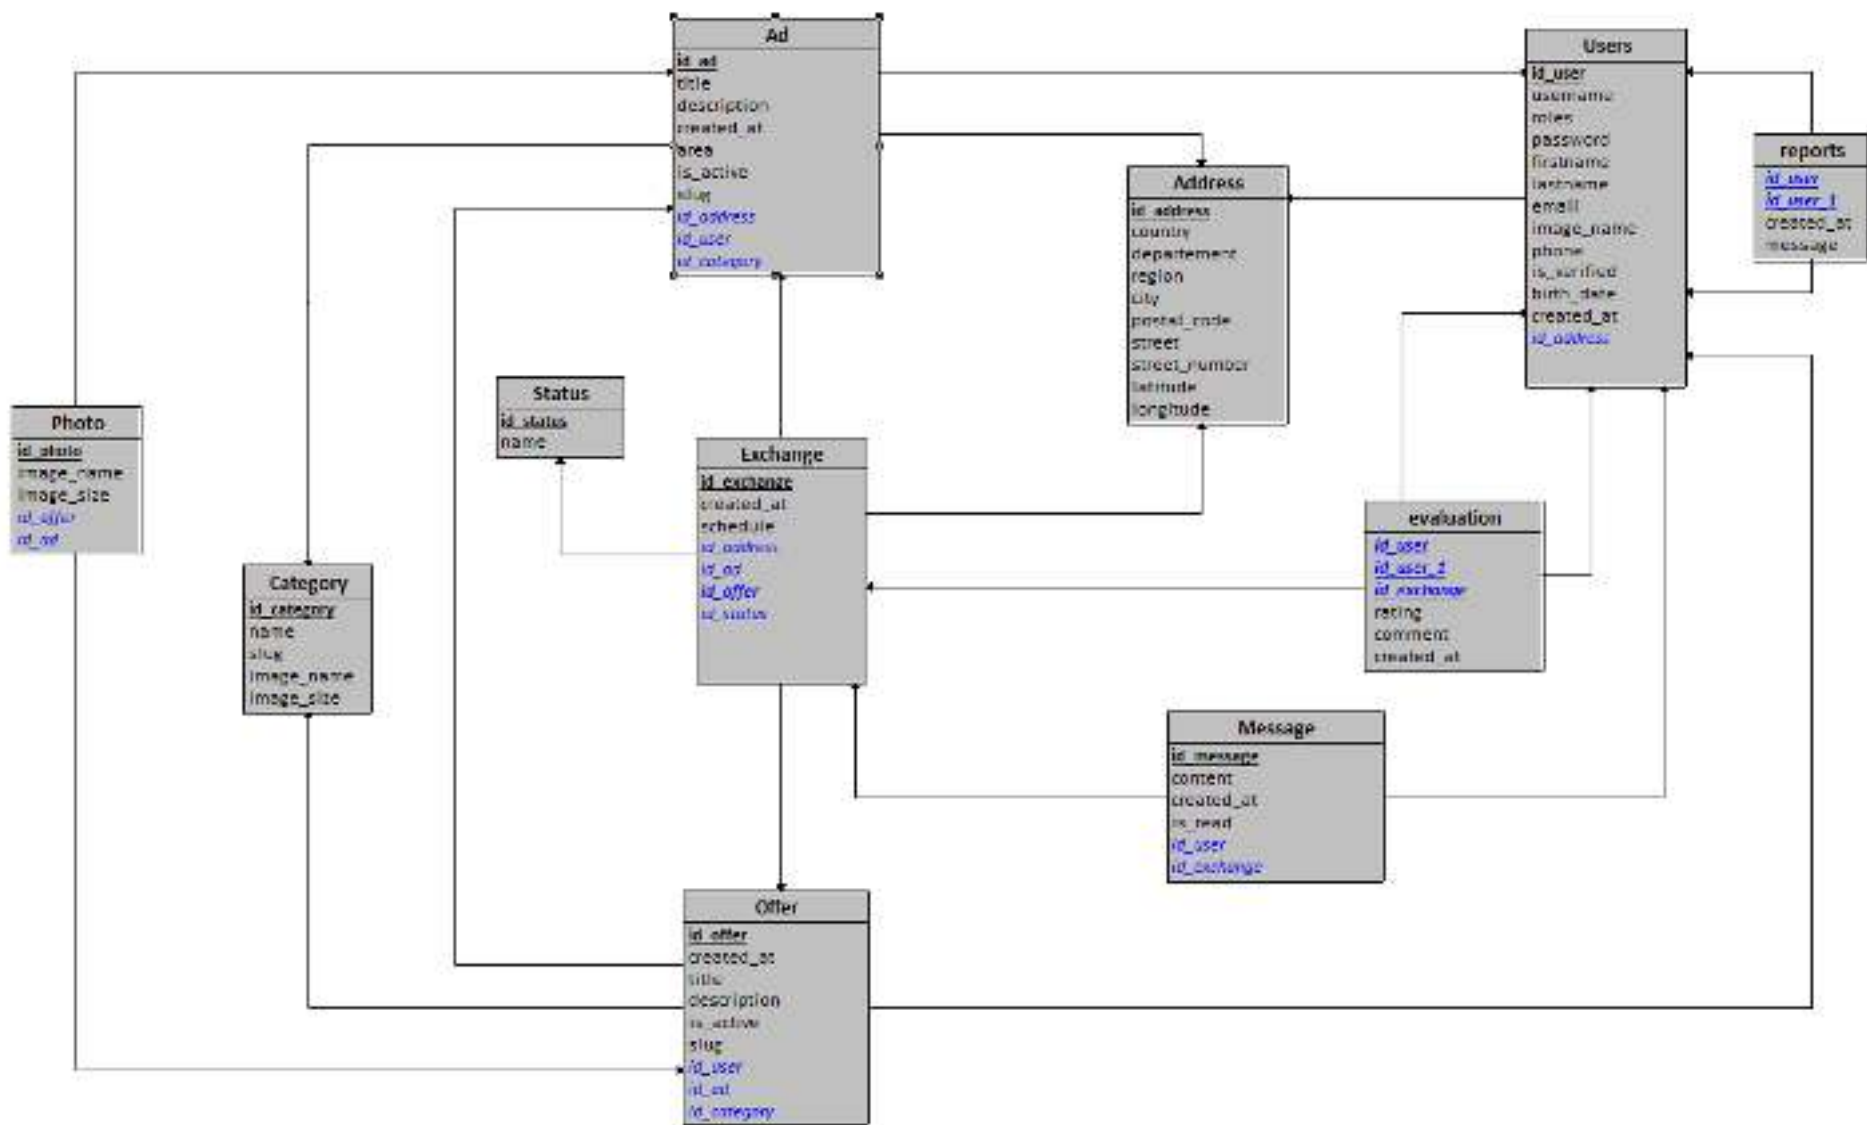 Ad
id_ad
title
description
created_at
area
is_active
slug
id_address
id_user
id_category
Users
id_user
username
roles
password
firstname
lastname
email
image_name
phone
is_verified
birth_date
created_at
id_address
reports
id_user
id_user_1
created_at
message
Address
id_address
country
departement
region
city
postal_code
street
street_number
latitude
longitude
Status
id_status
name
Photo
id_photo
image_name
image_size
id_offer
id_ad
Exchange
id_exchange
created_at
schedule
id_address
id_ad
id_offer
id_status
evaluation
id_user
id_user_1
id_exchange
rating
comment
created_at
Category
id_category
name
slug
image_name
image_size
Message
id_message
content
created_at
is_read
id_user
id_exchange
Offer
id_offer
created_at
title
description
is_active
slug
id_user
id_ad
id_category